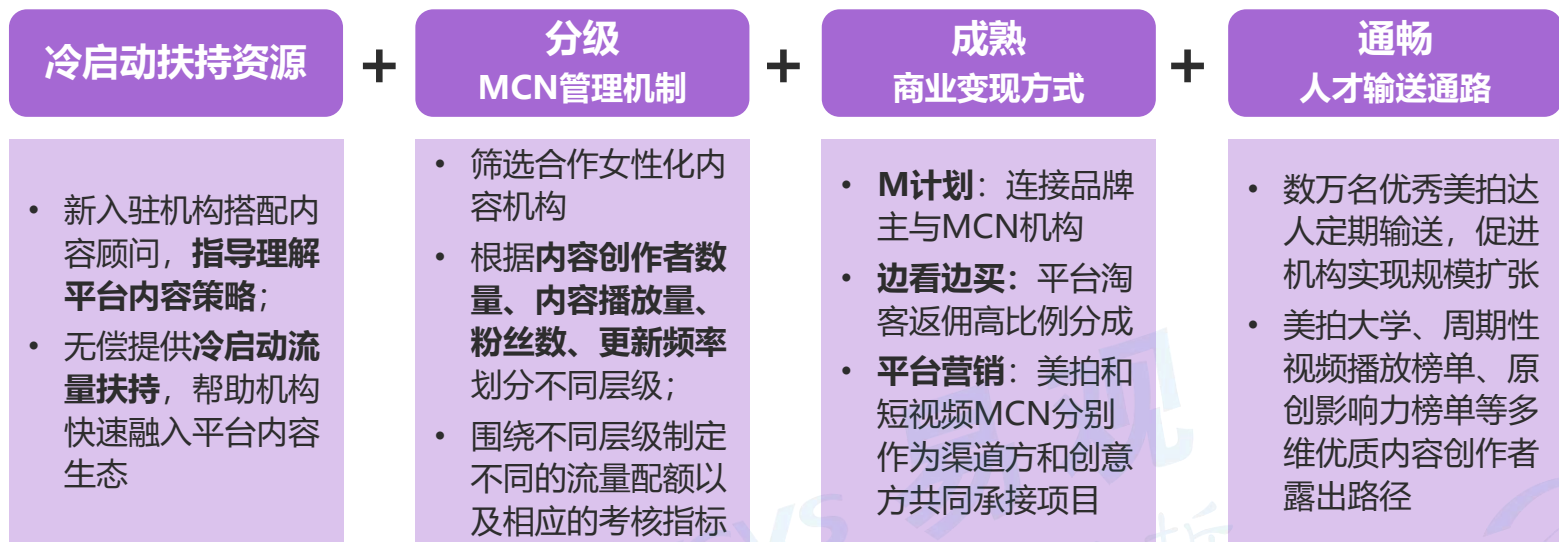 冷启动扶持资源
+
分级
MCN管理机制
+
成熟
商业变现方式
+
通畅
人才输送通路
• 新入驻机构搭配内
容顾问，指导理解
平台内容策略；
• 无偿提供冷启动流
量扶持，帮助机构
快速融入平台内容
生态
• 筛选合作女性化内
容机构
• 根据内容创作者数
量、内容播放量、
粉丝数、更新频率
划分不同层级；
• 围绕不同层级制定
不同的流量配额以
及相应的考核指标
• M计划：连接品牌
主与MCN机构
• 边看边买：平台淘
客返佣高比例分成
• 平台营销：美拍和
短视频MCN分别
作为渠道方和创意
方共同承接项目
• 数万名优秀美拍达
人定期输送，促进
机构实现规模扩张
• 美拍大学、周期性
视频播放榜单、原
创影响力榜单等多
维优质内容创作者
露出路径
易观